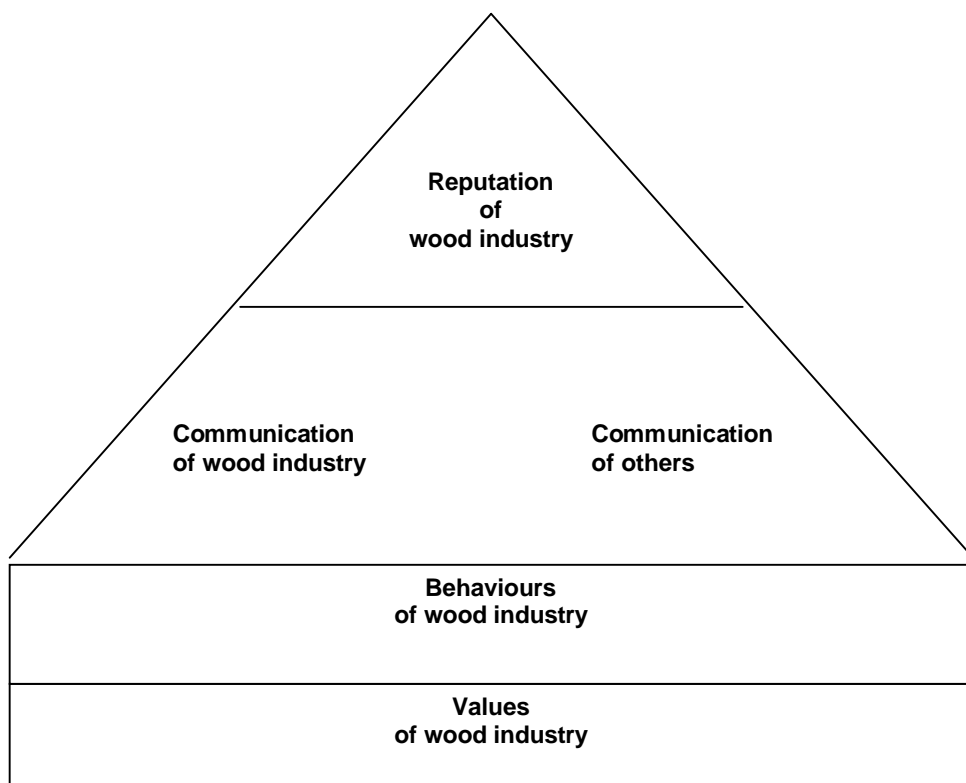 Reputation
of
wood industry
Communication
of wood industry
Communication
of others
Behaviours
of wood industry
Values
of wood industry